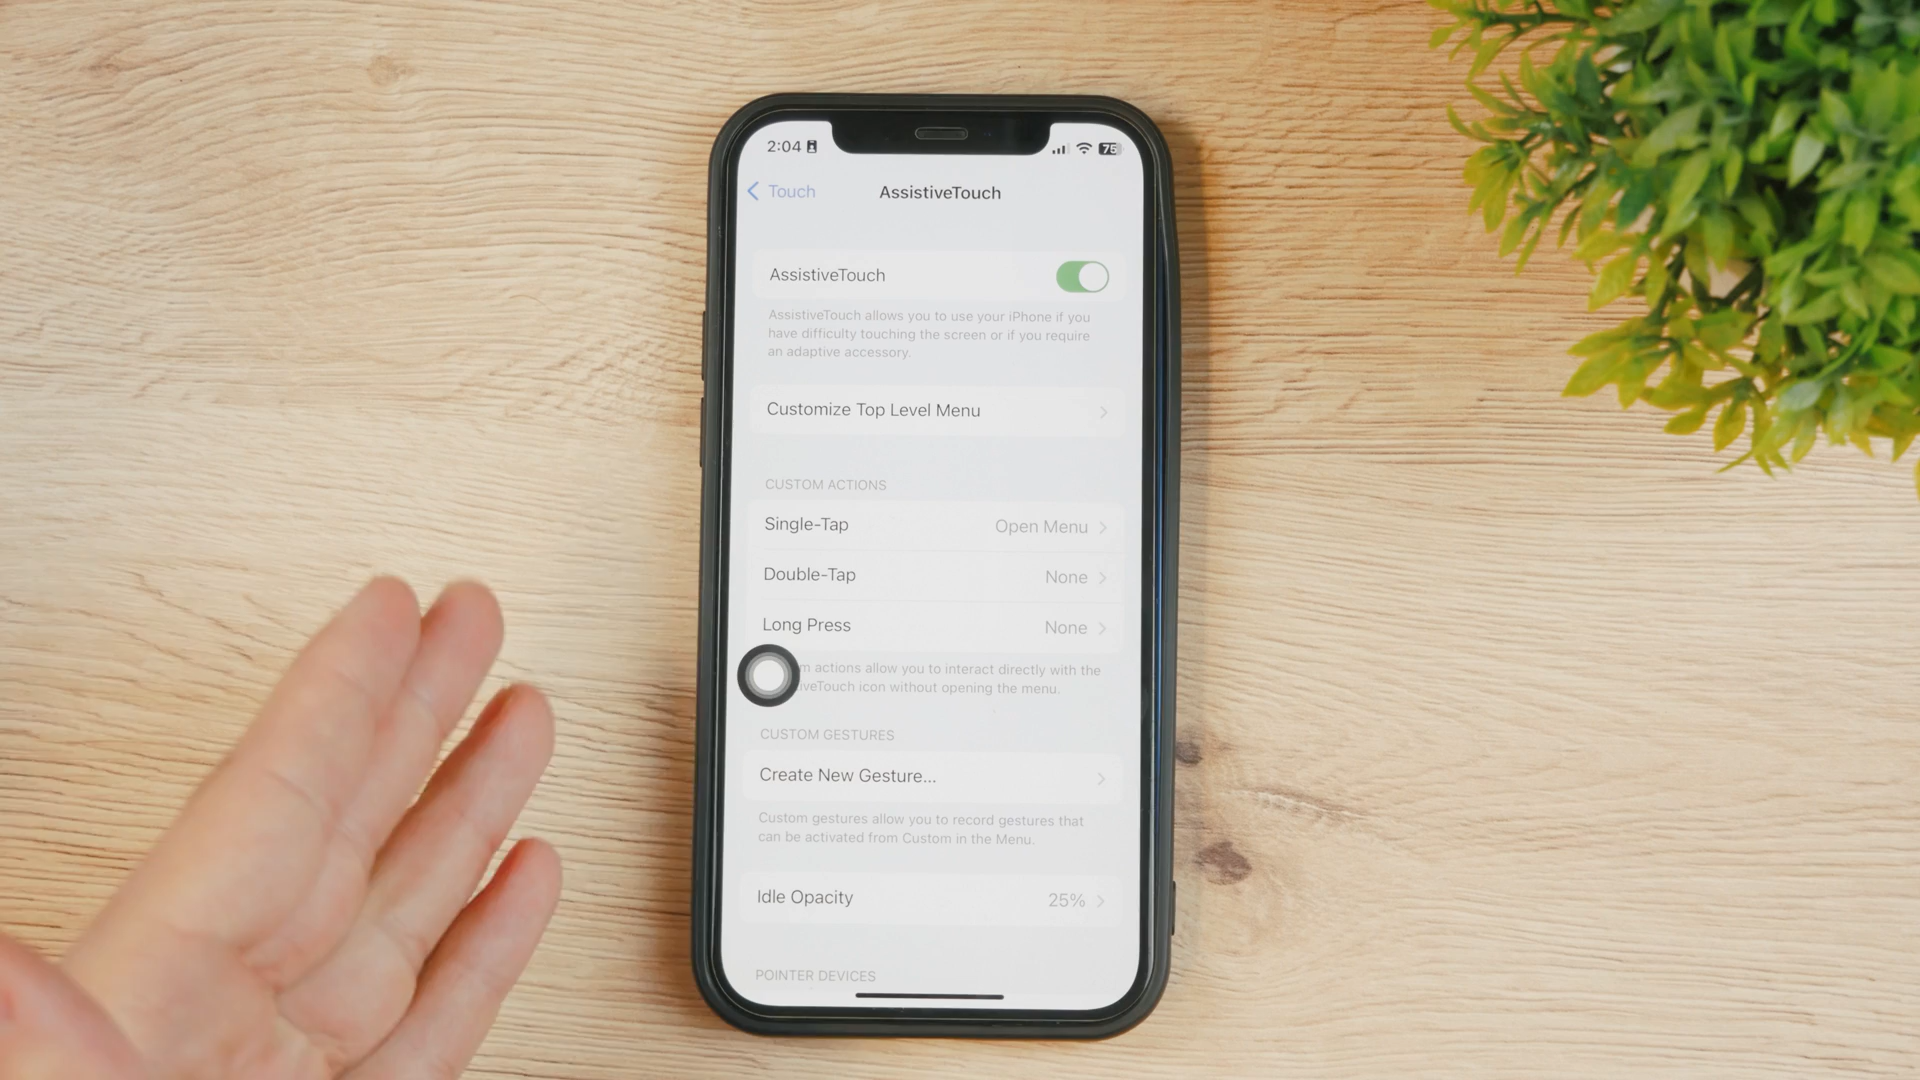 2:04
75
Touch
AssistiveTouch
AssistiveTouch
AssistiveTouch allows you to use your iPhone if you
have difficulty touching the screen or if you require
an adaptive accessory.
Customize Top Level Menu
CUSTOM ACTIONS
Single-Tap Open Menu
Double-Tap None
Long Press None
m actions allow you to interact directly with the
iveTouch icon without opening the menu.
CUSTOM GESTURES
Create New Gesture...
Custom gestures allow you to record gestures that
can be activated from Custom in the Menu.
Idle Opacity 25%
POINTER DEVICES